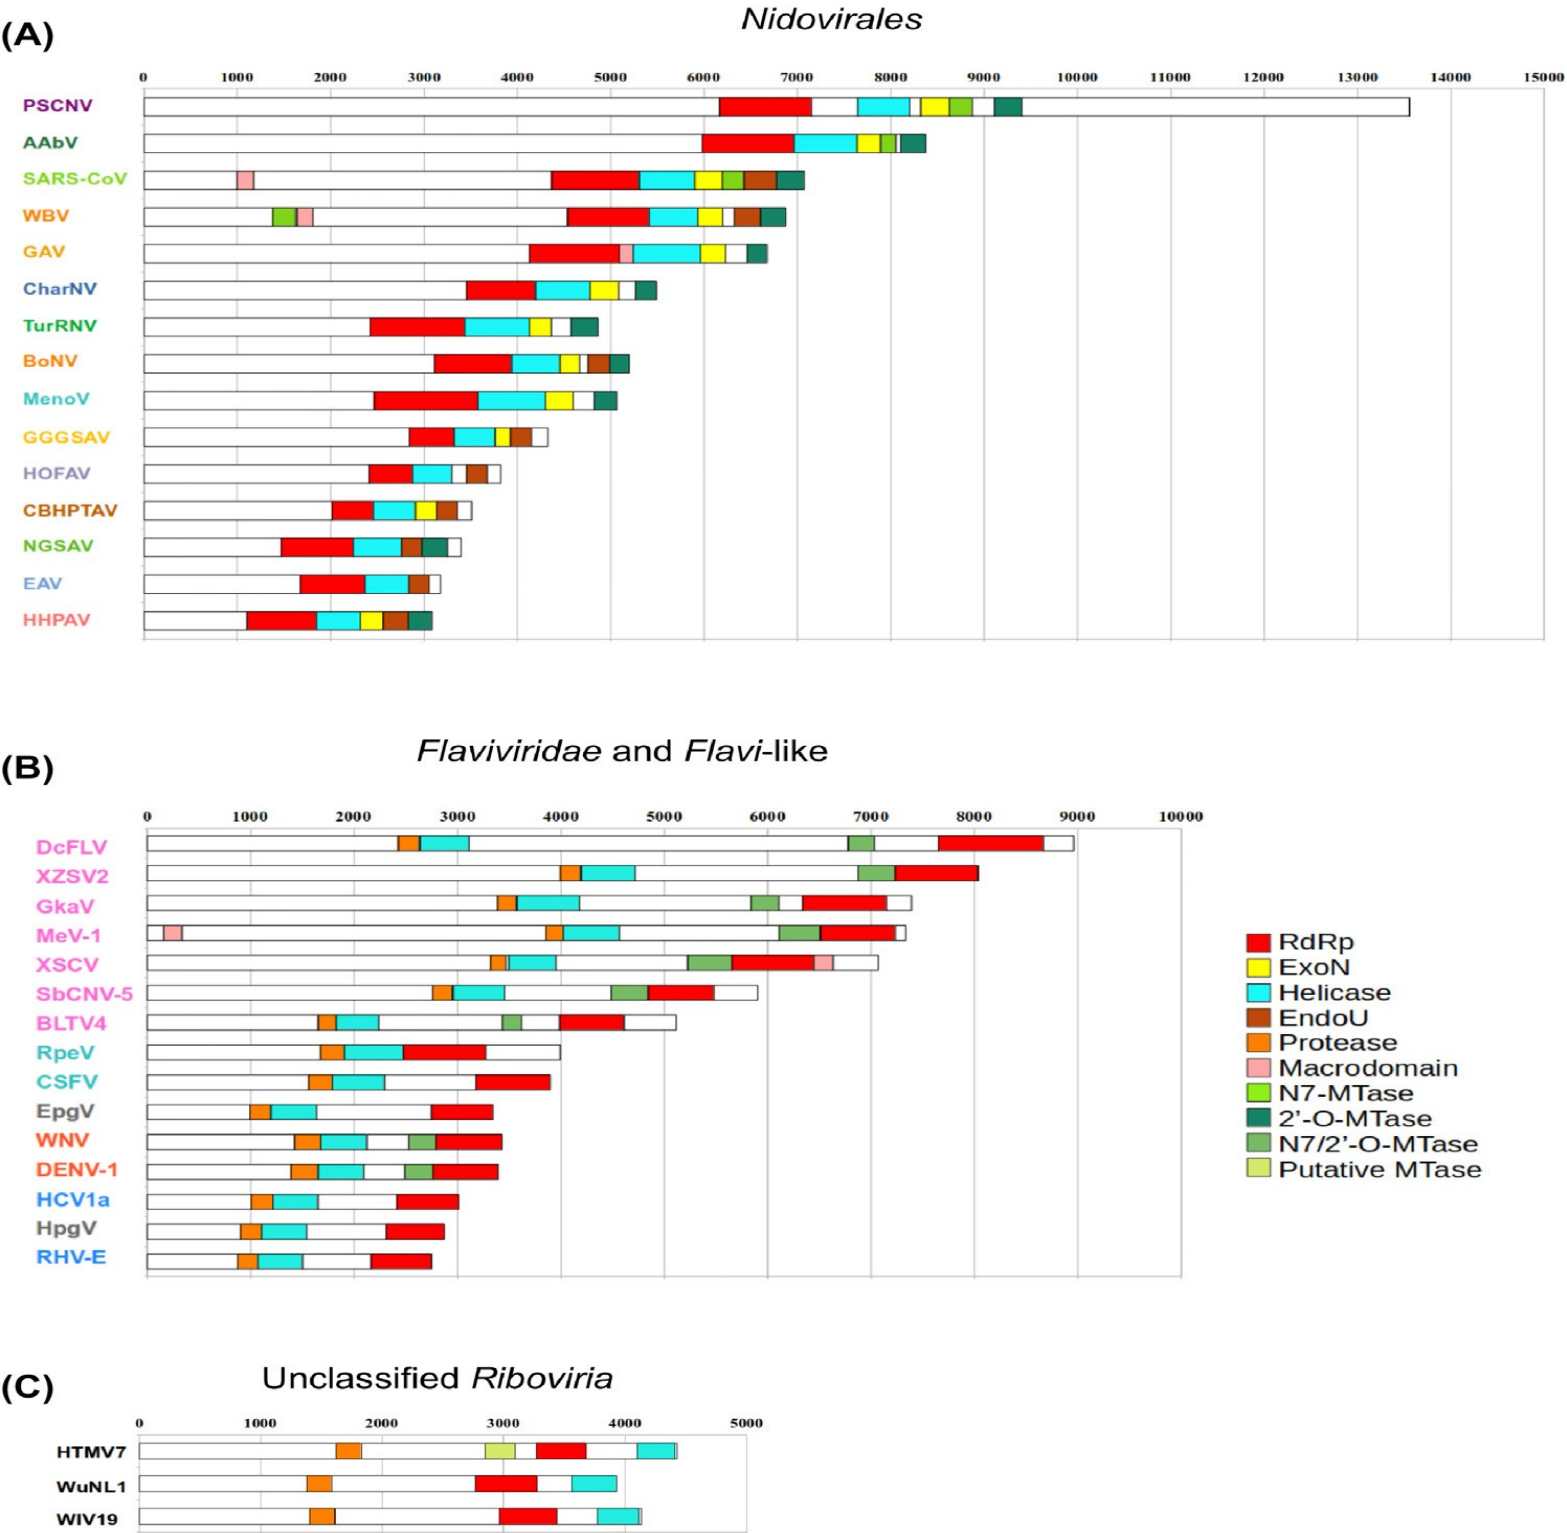 (A)
Nidovirales
0 1000 2000 3000 4000 5000 6000 7000 8000 9000 10000 11000 12000 13000 14000 15000
PSCNV
AAbV
SARS-CoV
WBV
GAV
CharNV
TurRNV
BoNV
MenoV
GGGSAV
HOFAV
CBHPTAV
NGSAV
EAV
HHPAV
(B)
Flaviviridae and Flavi-like
0 1000 2000 3000 4000 5000 6000 7000 8000 9000 10000
DcFLV
XZSV2
GkaV
MeV-1
XSCV
SbCNV-5
BLTV4
RpeV
CSFV
EpgV
WNV
DENV-1
HCV1a
HpgV
RHV-E
RdRp
ExoN
Helicase
EndoU
Protease
Macrodomain
N7-MTase
2’-O-MTase
N7/2’-O-MTase
Putative MTase
(C)
Unclassified Riboviria
0 1000 2000 3000 4000 5000
HTMV7
WuNL1
WIV19